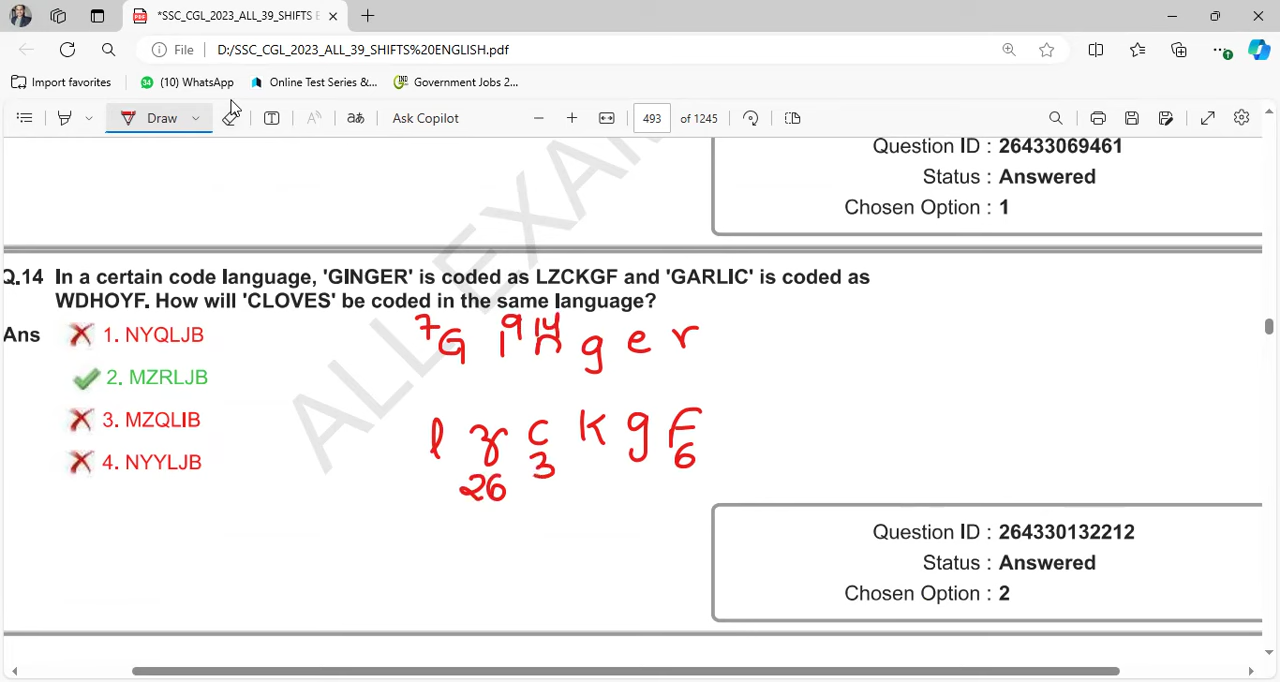 *SSC_CGL_2023_ALL_39_SHIFTS E
File
D:/SSC_CGL_2023_ALL_39_SHIFTS%20ENGLISH.pdf
Import favorites
34 (10) WhatsApp
Online Test Series &...
Government Jobs 2...
Draw
Ask Copilot
493 of 1245
ALL EXAM
Question ID : 26433069461
Status : Answered
Chosen Option : 1
Q.14 In a certain code language, 'GINGER' is coded as LZCKGF and 'GARLIC' is coded as
WDHOYF. How will 'CLOVES' be coded in the same language?
Ans 1. NYQLJB
2. MZRLJB
3. MZQLIB
4. NYYLJB
7 9 14
G i n g e r
l z c k g F
26 3 6
Question ID : 264330132212
Status : Answered
Chosen Option : 2